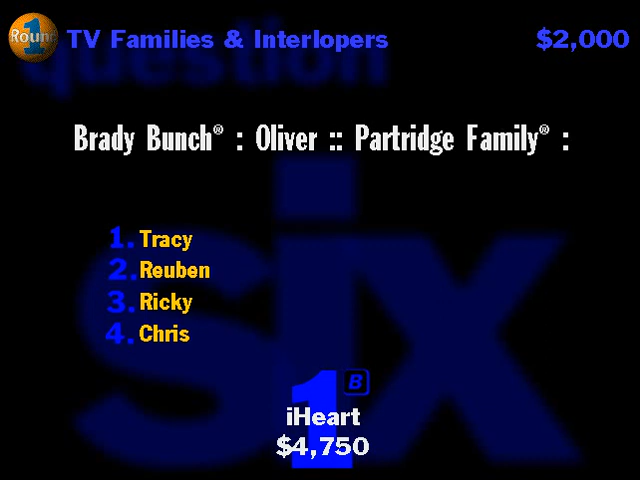 Round 1 TV Families & Interlopers $2,000
question
Brady Bunch® : Oliver :: Partridge Family® :
six
1. Tracy
2. Reuben
3. Ricky
4. Chris
1 B
iHeart
$4,750